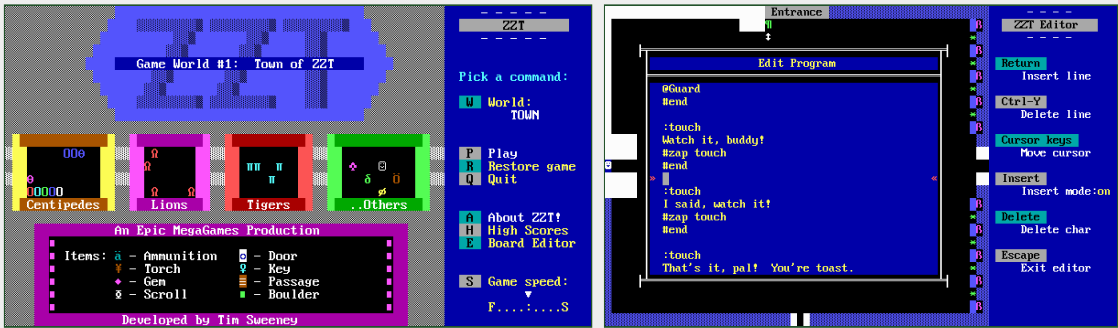 ZZT
Game World #1:  Town of ZZT
Pick a command:
W World:
TOWN
P Play
R Restore game
Q Quit
A About ZZT!
H High Scores
E Board Editor
S Game speed:
F....:....S
Centipedes
Lions
Tigers
..Others
An Epic MegaGames Production
Items: ä - Ammunition
- Torch
♦ - Gem
- Scroll
- Door
♀ - Key
- Passage
■ - Boulder
Developed by Tim Sweeney
Entrance
Edit Program
@Guard
#end
:touch
Watch it, buddy!
#zap touch
#end
» «
:touch
I said, watch it!
#zap touch
#end
:touch
That's it, pal!  You're toast.
ZZT Editor
Return
Insert line
Ctrl-Y
Delete line
Cursor keys
Move cursor
Insert
Insert mode:on
Delete
Delete char
Escape
Exit editor